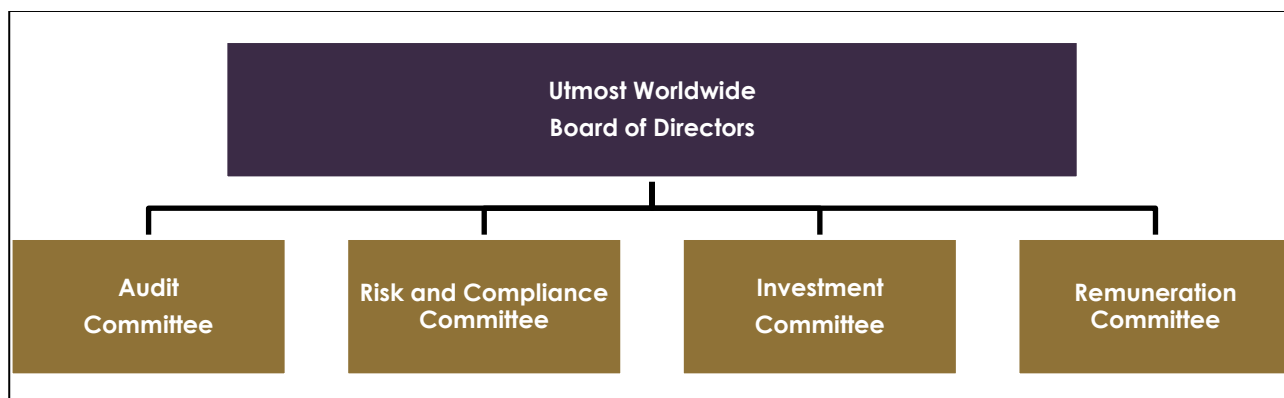 Utmost Worldwide
Board of Directors
Audit
Committee
Risk and Compliance
Committee
Investment
Committee
Remuneration
Committee